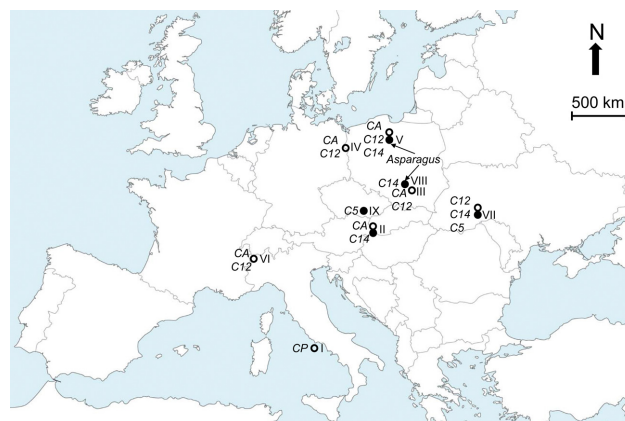 N
500 km
CA
C12 V
C14
Asparagus
CA IV
C12
C14 VIII
CA III
C12
C5 IX
CA II
C14
C12
C14 VII
C5
CA
C12 VI
CP I